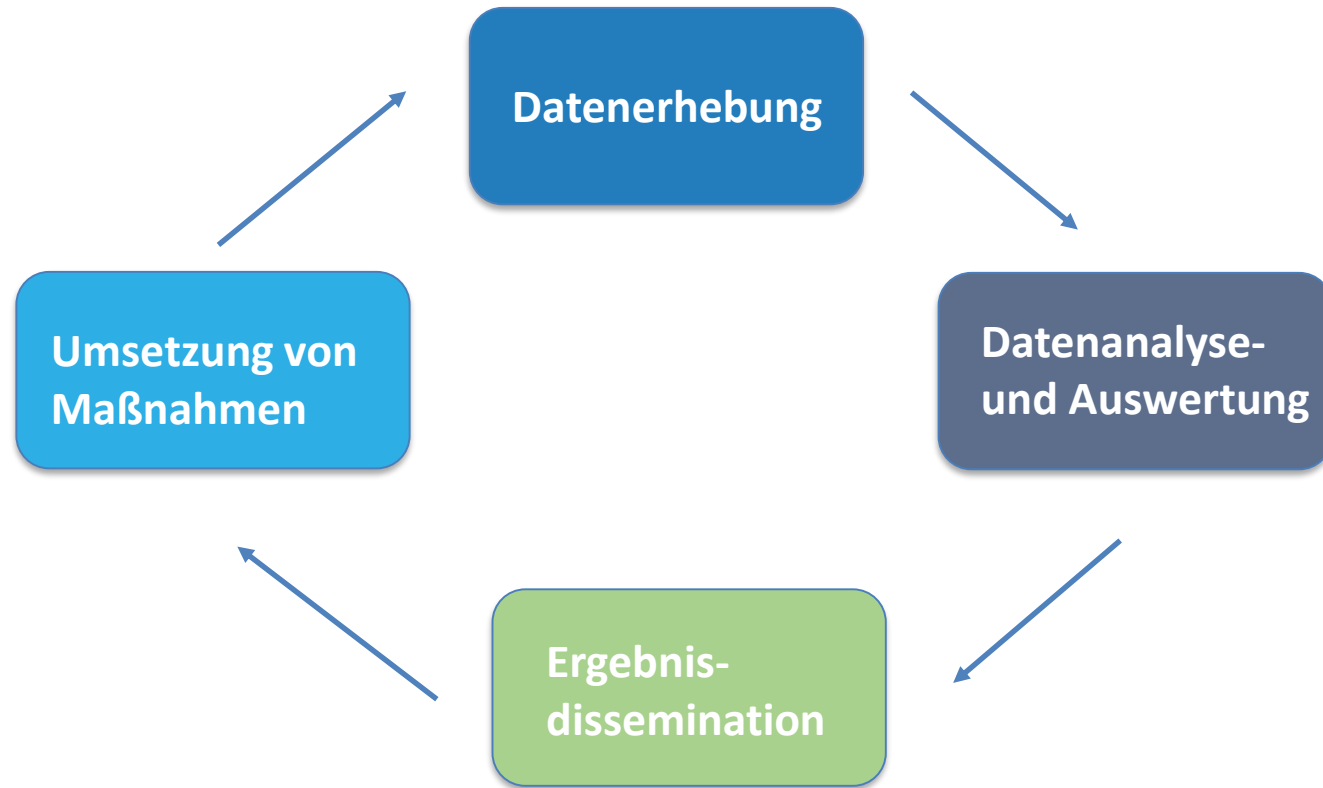 Datenerhebung
Umsetzung von
Maßnahmen
Datenanalyse-
und Auswertung
Ergebnis-
dissemination